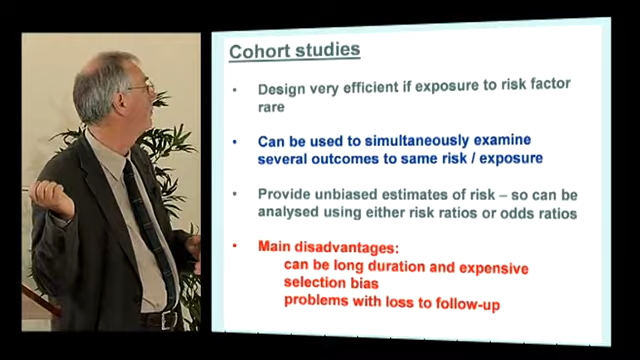 Cohort studies
• Design very efficient if exposure to risk factor
rare
• Can be used to simultaneously examine
several outcomes to same risk / exposure
• Provide unbiased estimates of risk – so can be
analysed using either risk ratios or odds ratios
• Main disadvantages:
can be long duration and expensive
selection bias
problems with loss to follow-up